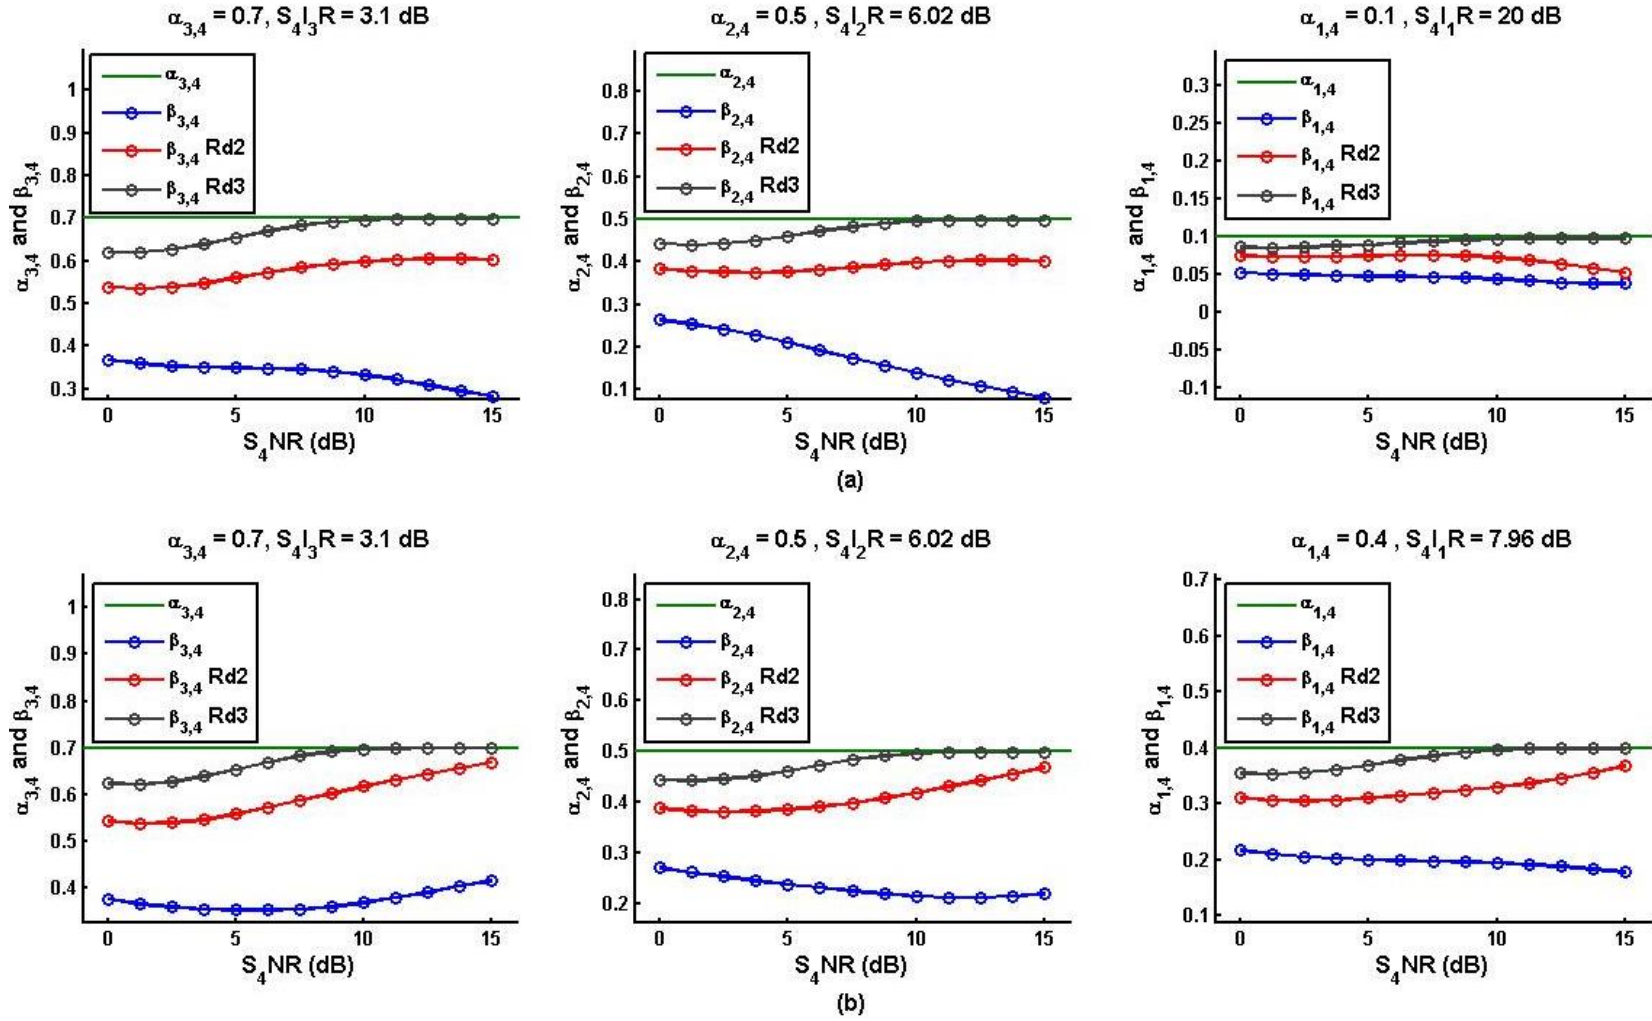 α3,4 = 0.7, S4I3R = 3.1 dB
α3,4 and β3,4
1
0.9
0.8
0.7
0.6
0.5
0.4
0.3
α3,4
β3,4
β3,4 Rd2
β3,4 Rd3
0 5 10 15
S4NR (dB)
α2,4 = 0.5 , S4I2R = 6.02 dB
α2,4 and β2,4
0.8
0.7
0.6
0.5
0.4
0.3
0.2
0.1
α2,4
β2,4
β2,4 Rd2
β2,4 Rd3
0 5 10 15
S4NR (dB)
α1,4 = 0.1 , S4I1R = 20 dB
α1,4 and β1,4
0.3
0.25
0.2
0.15
0.1
0.05
0
-0.05
-0.1
α1,4
β1,4
β1,4 Rd2
β1,4 Rd3
0 5 10 15
S4NR (dB)
(a)
α3,4 = 0.7, S4I3R = 3.1 dB
α3,4 and β3,4
1
0.9
0.8
0.7
0.6
0.5
0.4
α3,4
β3,4
β3,4 Rd2
β3,4 Rd3
0 5 10 15
S4NR (dB)
α2,4 = 0.5 , S4I2R = 6.02 dB
α2,4 and β2,4
0.8
0.7
0.6
0.5
0.4
0.3
0.2
α2,4
β2,4
β2,4 Rd2
β2,4 Rd3
0 5 10 15
S4NR (dB)
α1,4 = 0.4 , S4I1R = 7.96 dB
α1,4 and β1,4
0.7
0.6
0.5
0.4
0.3
0.2
0.1
α1,4
β1,4
β1,4 Rd2
β1,4 Rd3
0 5 10 15
S4NR (dB)
(b)